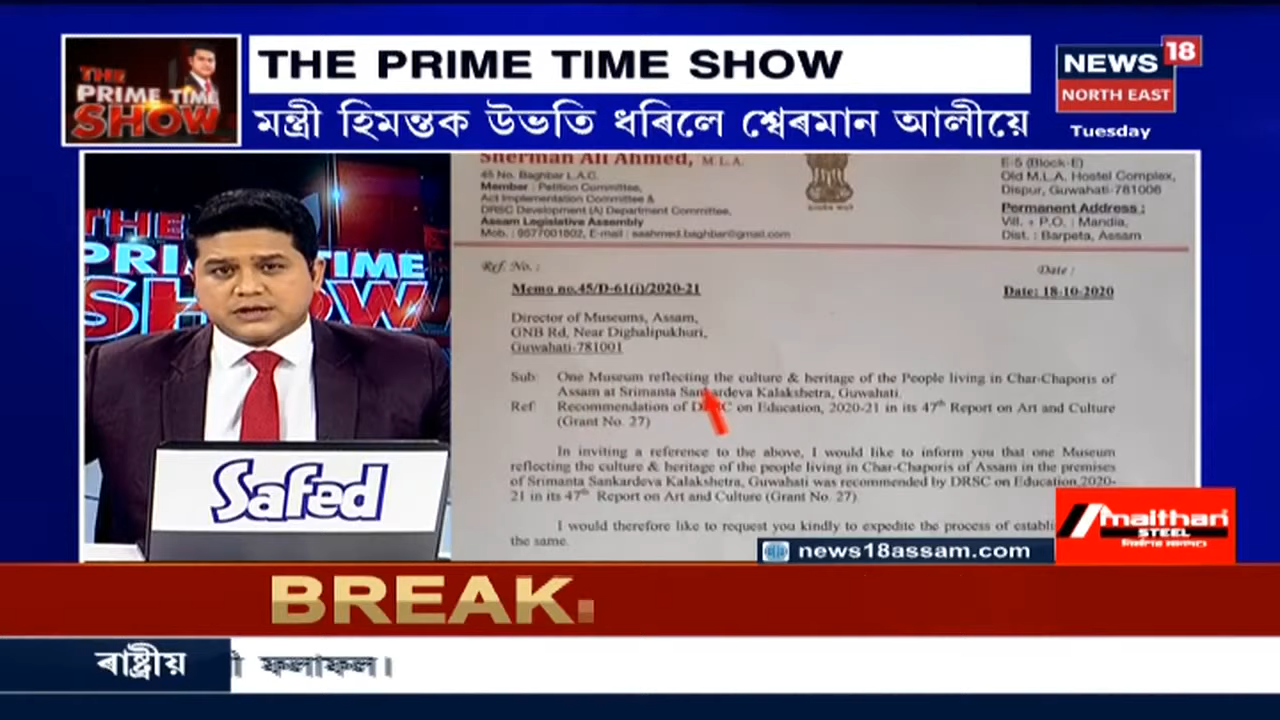 THE PRIME TIME SHOW
THE PRIME TIME SHOW
মন্ত্ৰী হিমন্তক উভতি ধৰিলে শ্বেৰমান আলীয়ে
NEWS 18
NORTH EAST
Tuesday
THE
PRIME TIME
SHOW
Sherman Ali Ahmed, M.L.A.
45 No. Baghbar L.A.C.
Member : Petition Committee,
Act Implementation Committee &
DRSC Development (A) Department Committee,
Assam Legislative Assembly
Mob. : 9577001802, E-mail : saahmed.baghbar@gmail.com
E-5 (Block-E)
Old M.L.A. Hostel Complex,
Dispur, Guwahati-781006
Permanent Address :
Vill. + P.O. : Mandia,
Dist. : Barpeta, Assam
Ref. No. :
Date :
Memo no.45/D-61(i)/2020-21
Date: 18-10-2020
Director of Museums, Assam,
GNB Rd, Near Dighalipukhuri,
Guwahati-781001
Sub: One Museum reflecting the culture & heritage of the People living in Char-Chaporis of
Assam at Srimanta Sankardeva Kalakshetra, Guwahati.
Ref: Recommendation of DRSC on Education, 2020-21 in its 47th Report on Art and Culture
(Grant No. 27)
In inviting a reference to the above, I would like to inform you that one Museum
reflecting the culture & heritage of the people living in Char-Chaporis of Assam in the premises
of Srimanta Sankardeva Kalakshetra, Guwahati was recommended by DRSC on Education,2020-
21 in its 47th Report on Art and Culture (Grant No. 27)
I would therefore like to request you kindly to expedite the process of establi
the same.
Safed
news18assam.com
maithan
STEEL
BREAK
ৰাষ্ট্ৰীয়
ফলাফল।